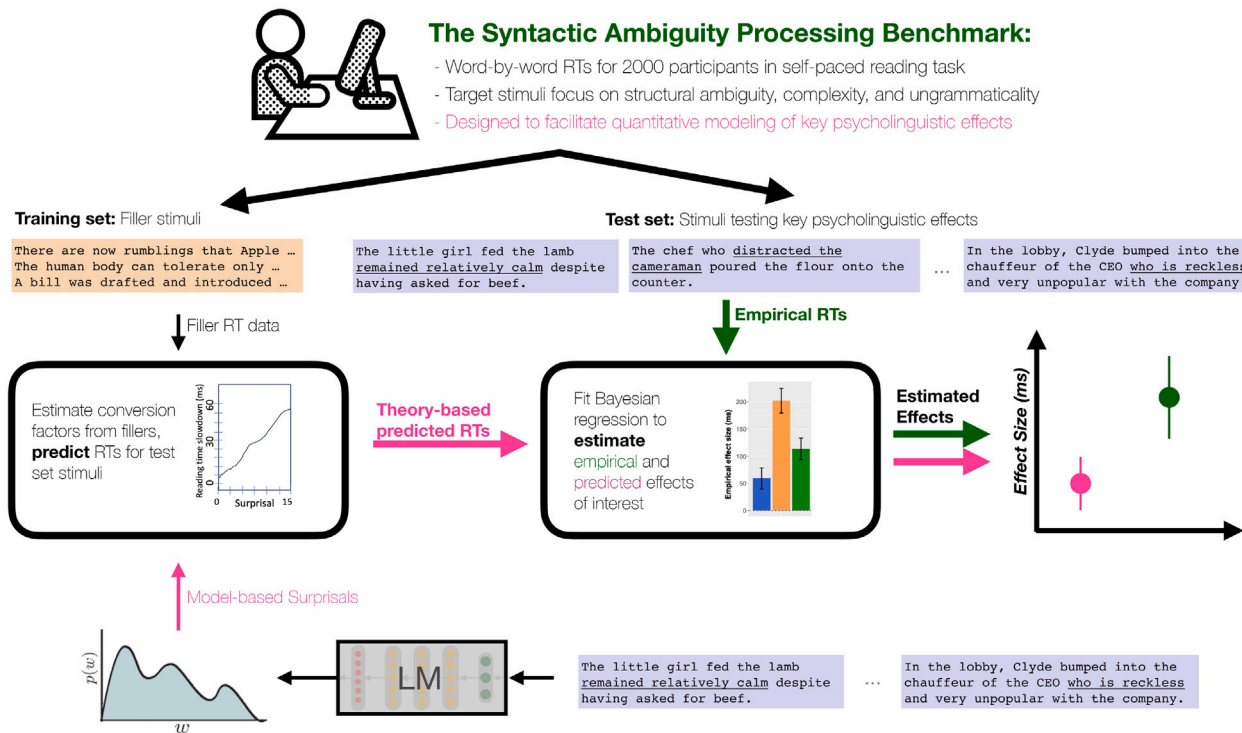 The Syntactic Ambiguity Processing Benchmark:
- Word-by-word RTs for 2000 participants in self-paced reading task
- Target stimuli focus on structural ambiguity, complexity, and ungrammaticality
- Designed to facilitate quantitative modeling of key psycholinguistic effects
Training set: Filler stimuli
There are now rumblings that Apple …
The human body can tolerate only …
A bill was drafted and introduced …
Test set: Stimuli testing key psycholinguistic effects
The little girl fed the lamb
remained relatively calm despite
having asked for beef.
The chef who distracted the
cameraman poured the flour onto the
counter.
…
In the lobby, Clyde bumped into the
chauffeur of the CEO who is reckless
and very unpopular with the company
Filler RT data
Empirical RTs
Estimate conversion
factors from fillers,
predict RTs for test
set stimuli
Reading time slowdown (ms)
60
30
0
0
15
Surprisal
Theory-based
predicted RTs
Fit Bayesian
regression to
estimate
empirical and
predicted effects
of interest
Empirical effect size (ms)
200
150
100
50
0
Estimated
Effects
Effect Size (ms)
Model-based Surprisals
p(w)
w
LM
The little girl fed the lamb
remained relatively calm despite
having asked for beef.
…
In the lobby, Clyde bumped into the
chauffeur of the CEO who is reckless
and very unpopular with the company.